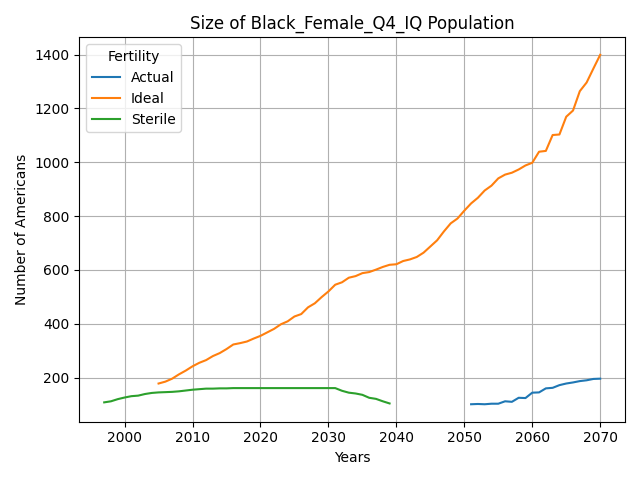 Size of Black_Female_Q4_IQ Population
Fertility
Actual
Ideal
Sterile
Number of Americans
1400
1200
1000
800
600
400
200
2000 2010 2020 2030 2040 2050 2060 2070
Years